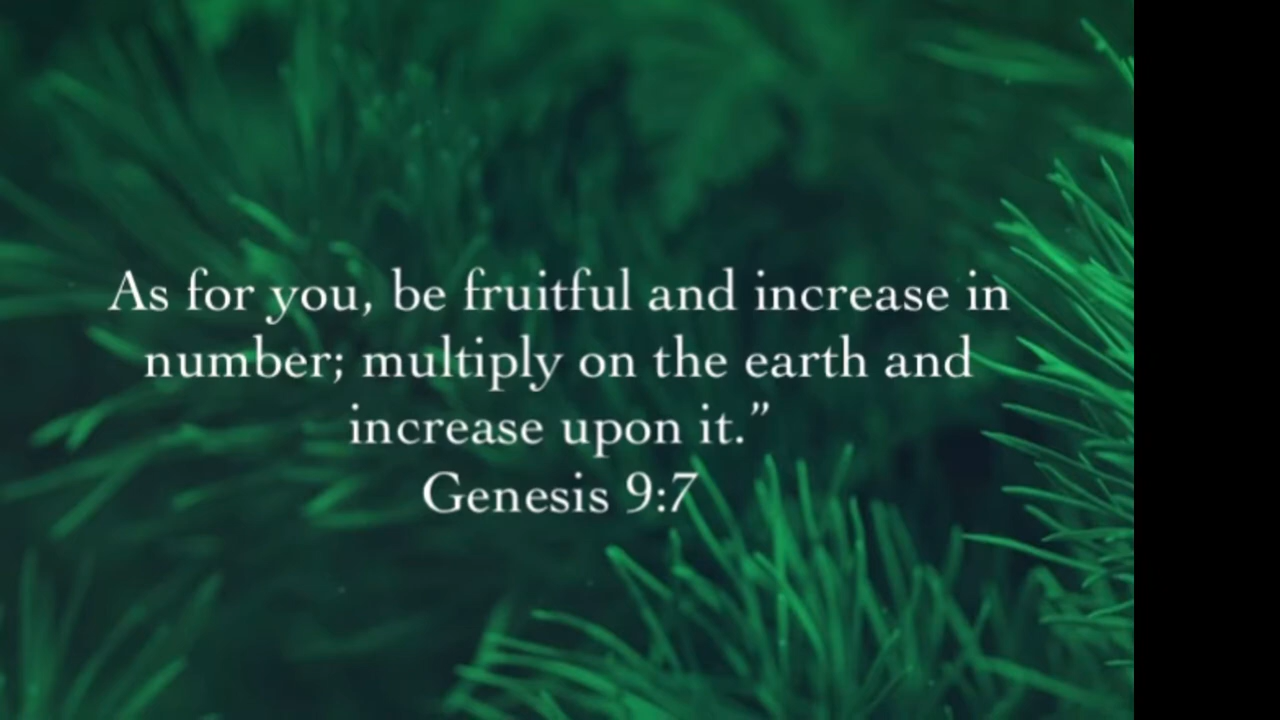 As for you, be fruitful and increase in
number; multiply on the earth and
increase upon it.”
Genesis 9:7